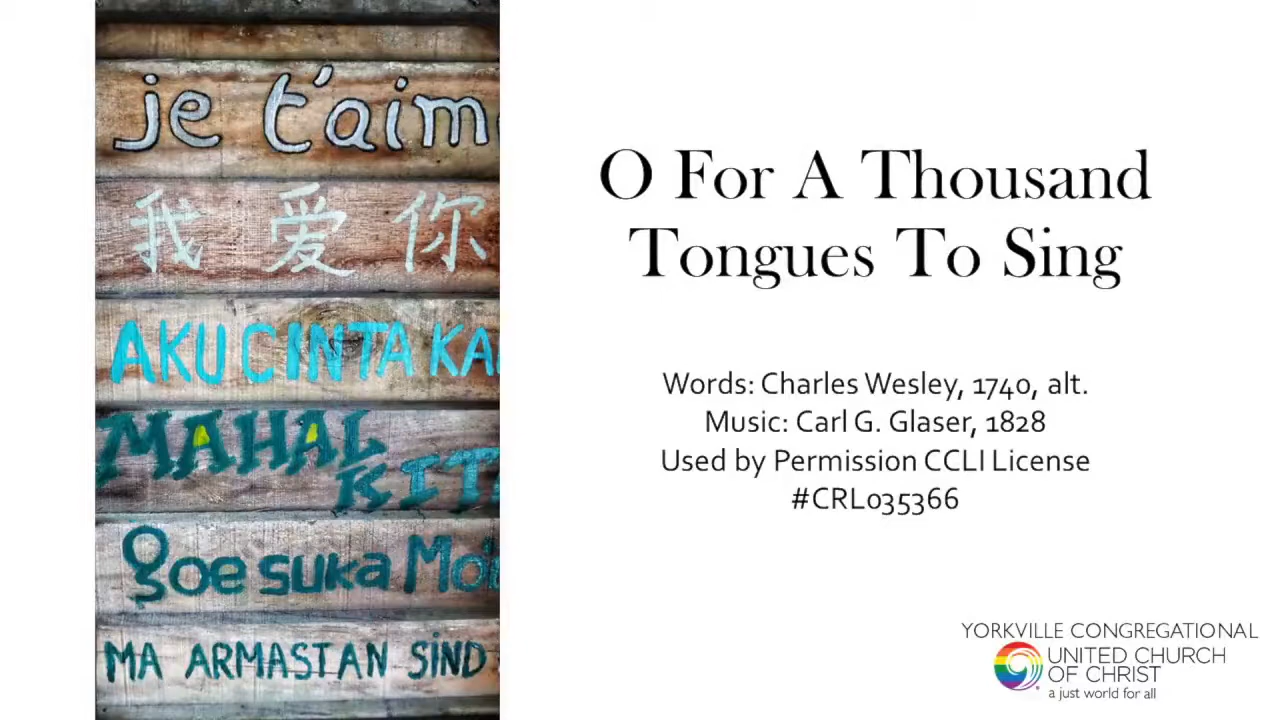 je t'aim
我 爱 你
AKU CINTA KA
MAHAL
KIT
goe suka Mo
MA ARMASTAN SIND
O For A Thousand
Tongues To Sing
Words: Charles Wesley, 1740, alt.
Music: Carl G. Glaser, 1828
Used by Permission CCLI License
#CRL035366
YORKVILLE CONGREGATIONAL
UNITED CHURCH
OF CHRIST
a just world for all